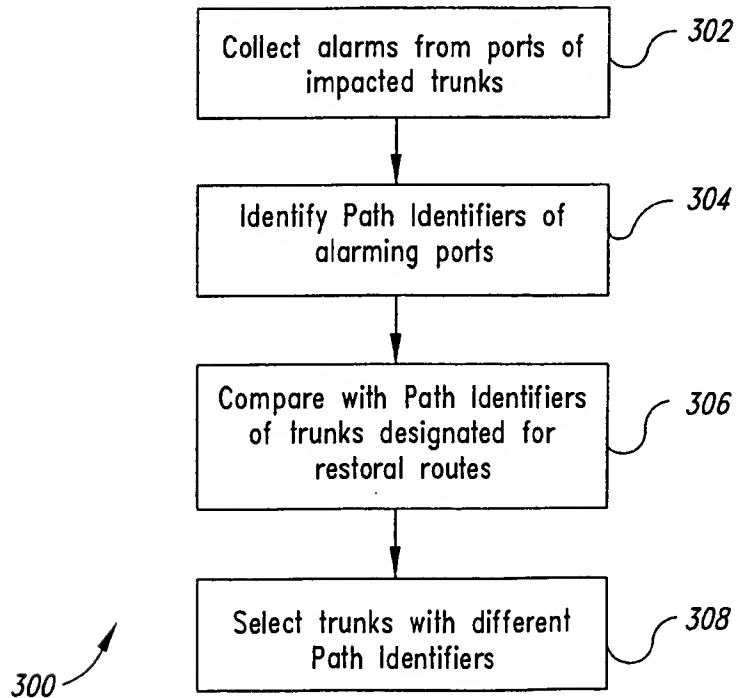 Collect alarms from ports of
impacted trunks
302
Identify Path Identifiers of
alarming ports
304
Compare with Path Identifiers
of trunks designated for
restoral routes
306
Select trunks with different
Path Identifiers
308
300